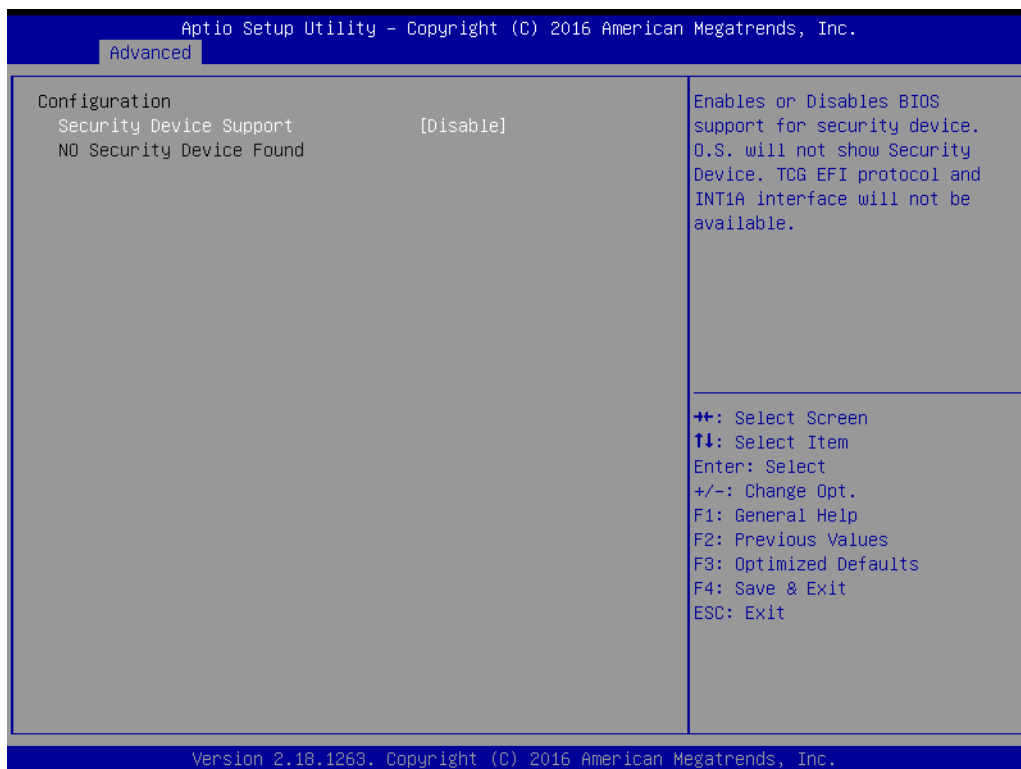 Aptio Setup Utility – Copyright (C) 2016 American Megatrends, Inc.
Advanced
Configuration
Security Device Support [Disable]
NO Security Device Found
Enables or Disables BIOS
support for security device.
O.S. will not show Security
Device. TCG EFI protocol and
INT1A interface will not be
available.
→←: Select Screen
↑↓: Select Item
Enter: Select
+/-: Change Opt.
F1: General Help
F2: Previous Values
F3: Optimized Defaults
F4: Save & Exit
ESC: Exit
Version 2.18.1263. Copyright (C) 2016 American Megatrends, Inc.